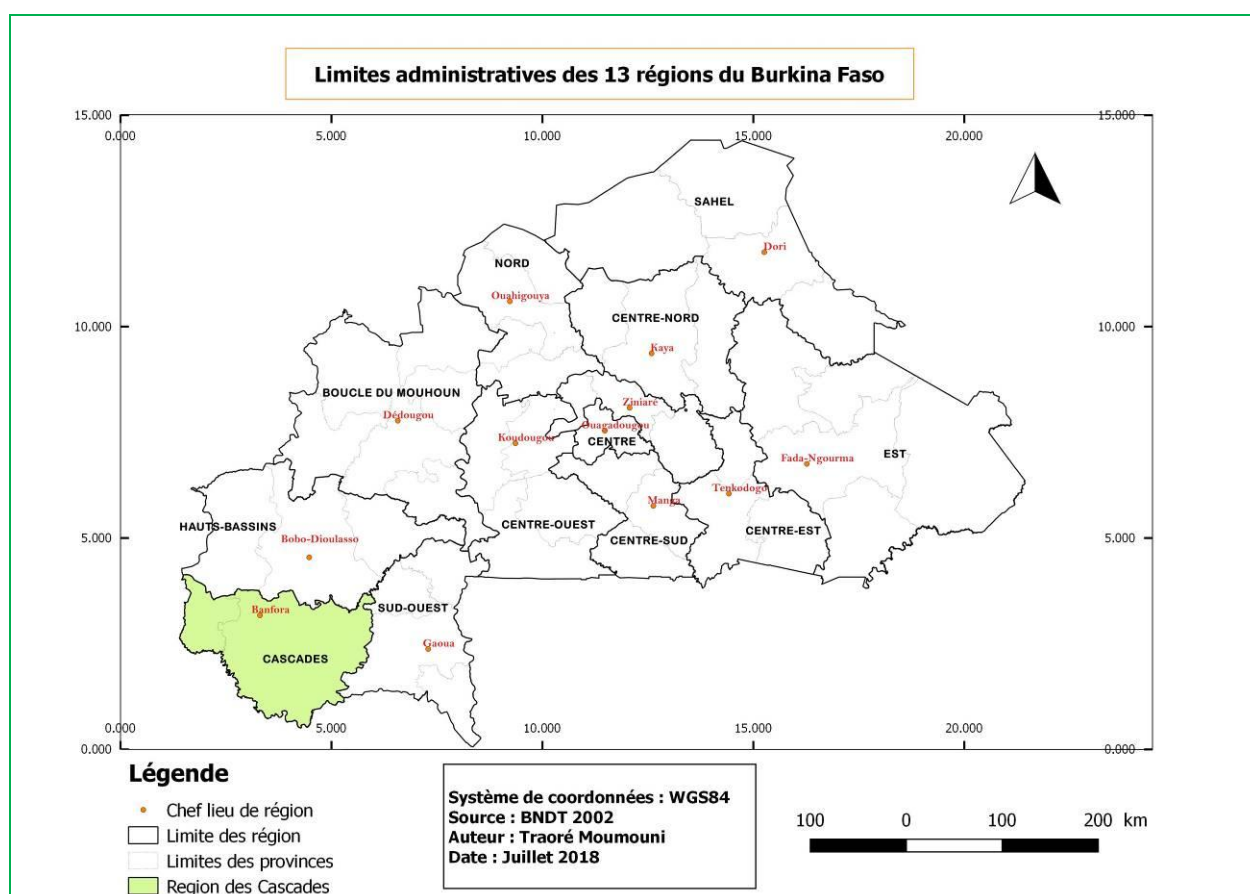 Limites administratives des 13 régions du Burkina Faso
15.000
15.000
0.000
5.000
10.000
15.000
20.000
SAHEL
Dori
NORD
Ouahigouya
CENTRE-NORD
Kaya
10.000
10.000
BOUCLE DU MOUHOUN
Dédougou
Ziniaré
Ouagadougou
Koudougou
CENTRE
EST
Fada-Ngourma
Tenkodogo
Manga
HAUTS-BASSINS
Bobo-Dioulasso
CENTRE-OUEST
CENTRE-SUD
CENTRE-EST
5.000
5.000
SUD-OUEST
Banfora
Gaoua
CASCADES
0.000
0.000
0.000
5.000
10.000
15.000
20.000
Légende
Chef lieu de région
Limite des région
Limites des provinces
Region des Cascades
Système de coordonnées : WGS84
Source : BNDT 2002
Auteur : Traoré Moumouni
Date : Juillet 2018
100 0 100 200 km